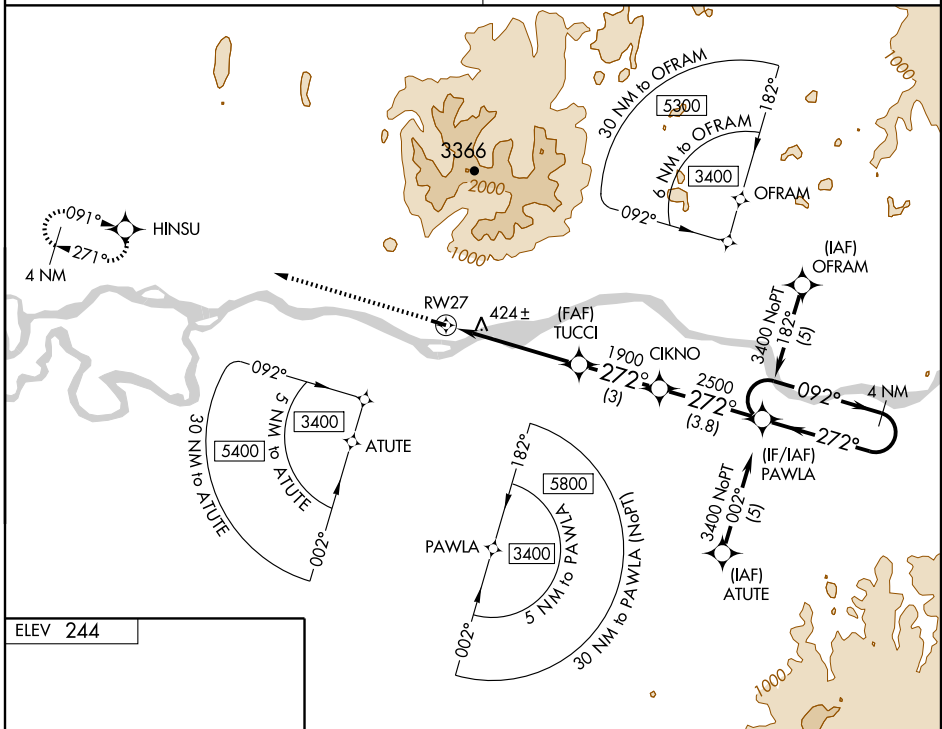 1000
30 NM to OFRAM
5300
182°
6 NM to OFRAM
3400
OFRAM
092°
3366
2000
1000
091°
HINSU
271°
4 NM
(IAF)
OFRAM
3400 NoPT
182°
(5)
RW27
424±
(FAF)
TUCCI
1900
272°
(3)
CIKNO
2500
272°
(3.8)
092°
4 NM
272°
(IF/IAF)
PAWLA
3400 NoPT
002°
(5)
(IAF)
ATUTE
092°
3400
5 NM to ATUTE
5400
30 NM to ATUTE
ATUTE
002°
182°
5800
PAWLA
3400
5 NM to PAWLA
30 NM to PAWLA (NoPT)
002°
1000
ELEV 244